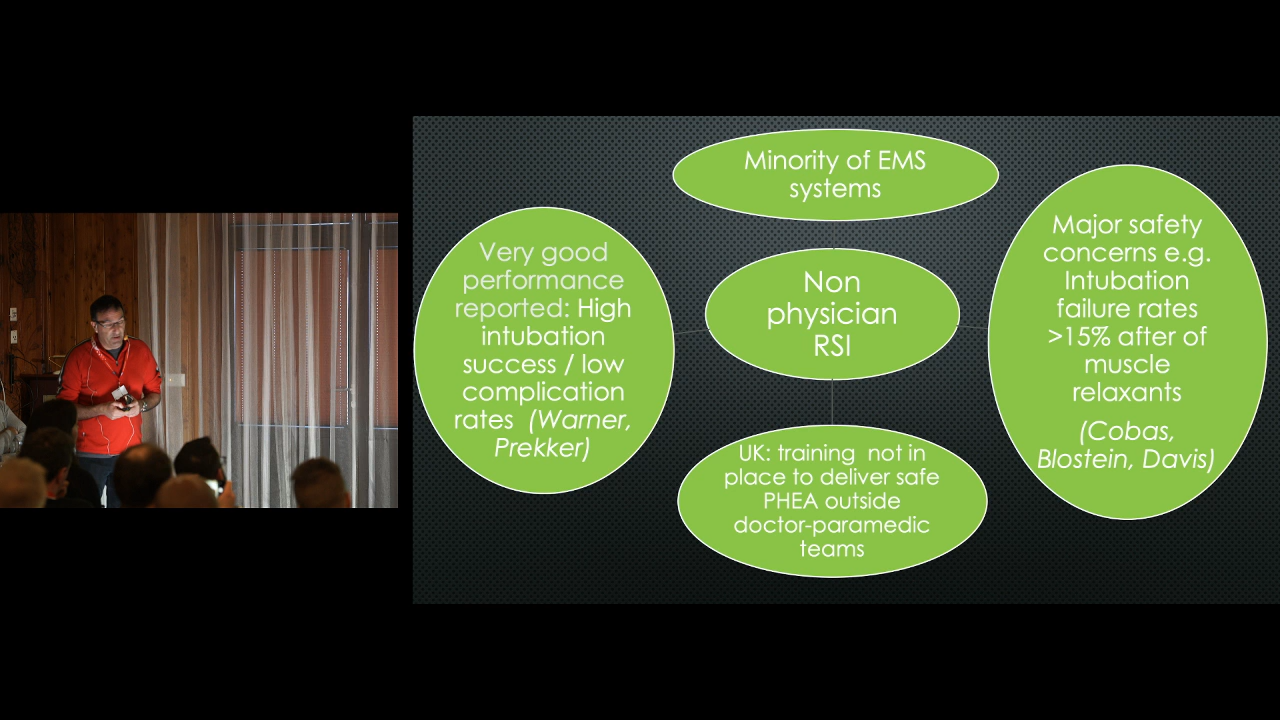 Minority of EMS
systems
Very good
performance
reported: High
intubation
success / low
complication
rates (Warner,
Prekker)
Non
physician
RSI
Major safety
concerns e.g.
Intubation
failure rates
>15% after of
muscle
relaxants
(Cobas,
Blostein, Davis)
UK: training not in
place to deliver safe
PHEA outside
doctor-paramedic
teams